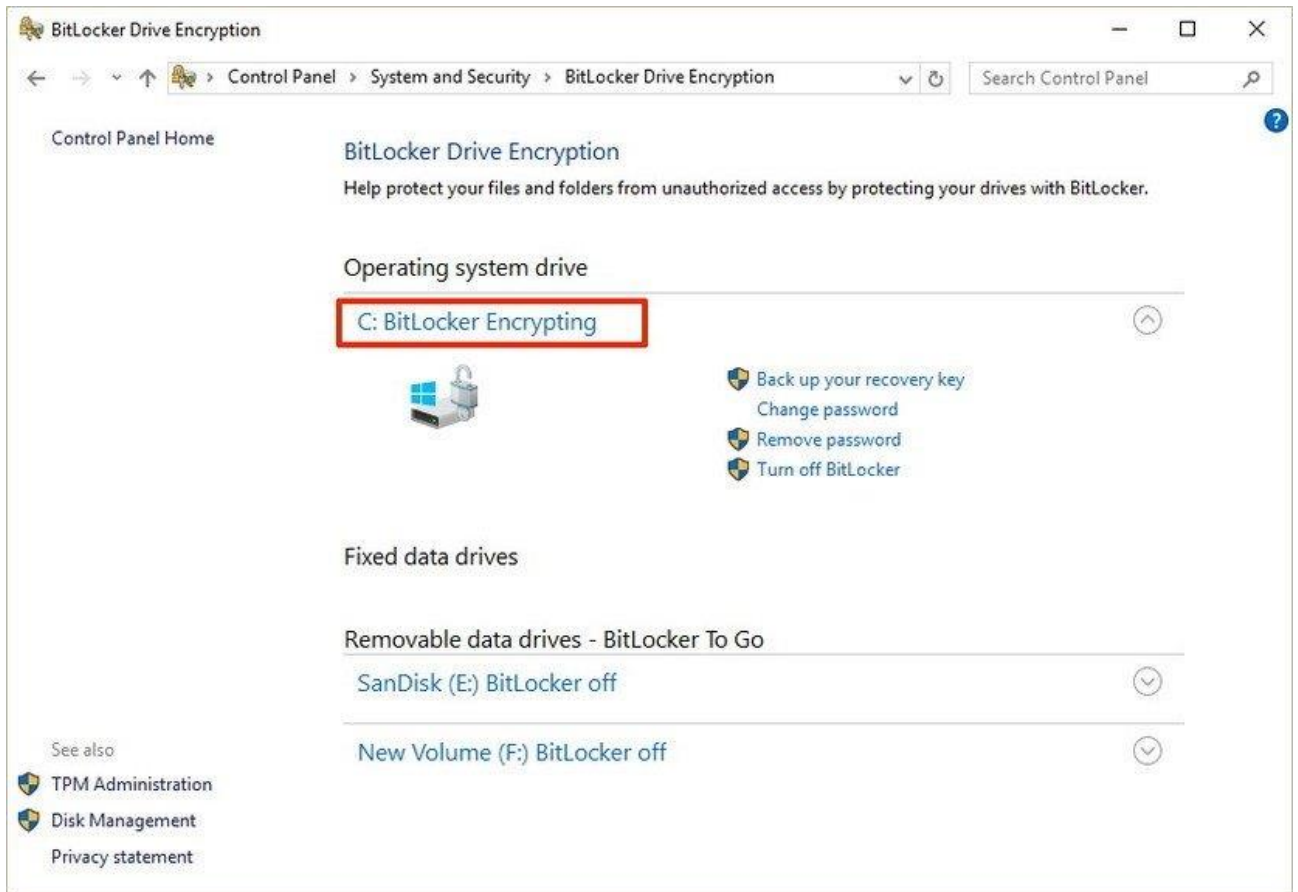 BitLocker Drive Encryption
Control Panel > System and Security > BitLocker Drive Encryption
Search Control Panel
?
Control Panel Home
BitLocker Drive Encryption
Help protect your files and folders from unauthorized access by protecting your drives with BitLocker.
Operating system drive
C: BitLocker Encrypting
Back up your recovery key
Change password
Remove password
Turn off BitLocker
Fixed data drives
Removable data drives - BitLocker To Go
SanDisk (E:) BitLocker off
New Volume (F:) BitLocker off
See also
TPM Administration
Disk Management
Privacy statement